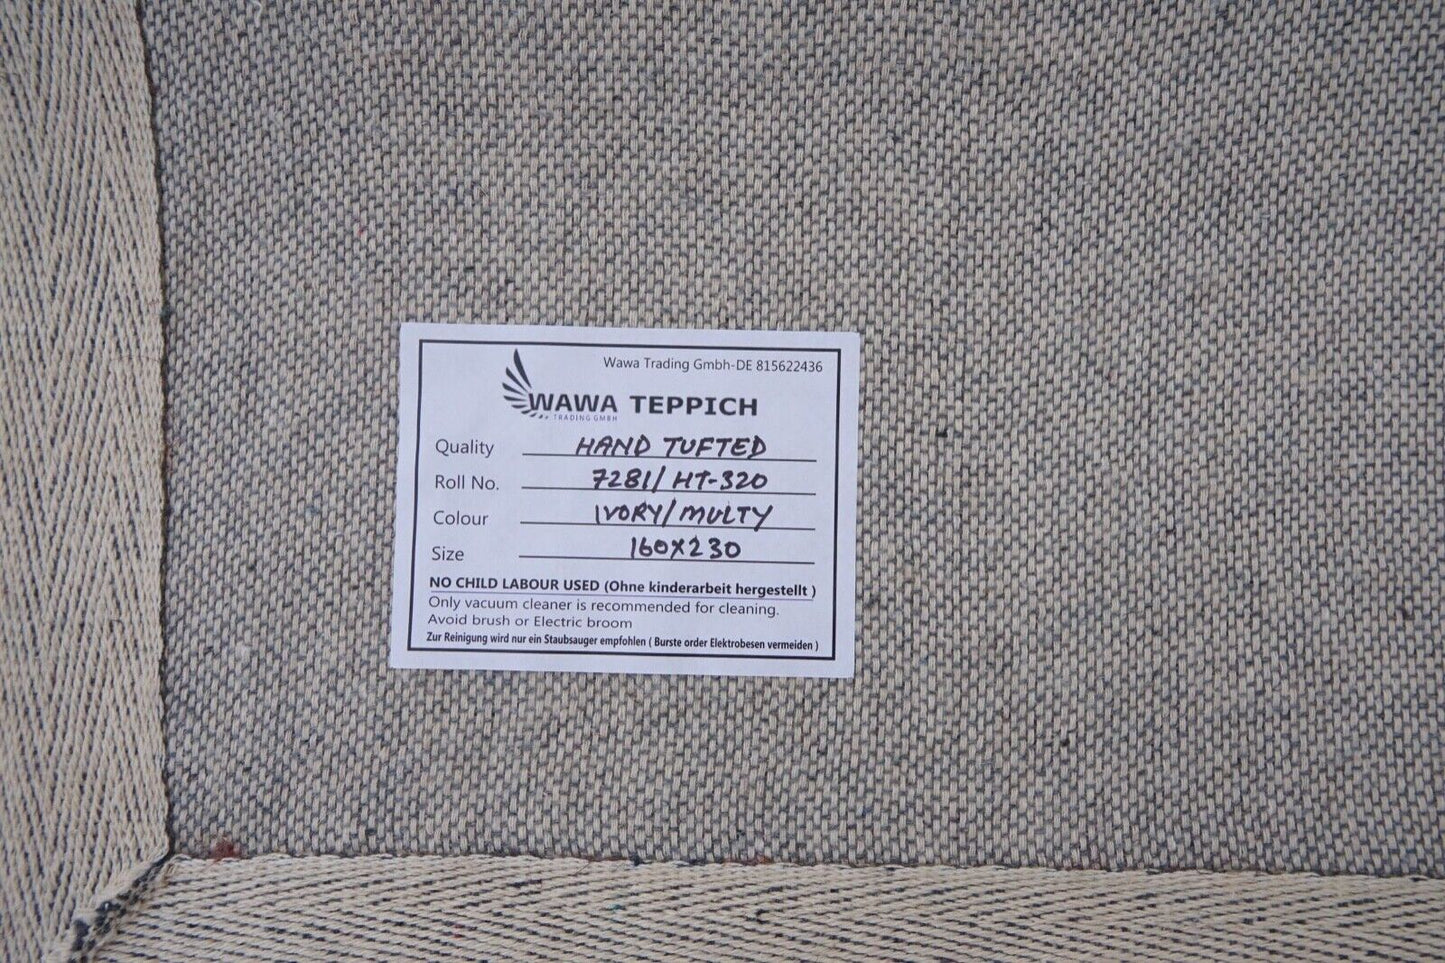 Wawa Trading Gmbh-DE 815622436
WAWA TEPPICH
TRADING GMBH
Quality HAND TUFTED
Roll No. 7281/HT-320
Colour IVORY/MULTY
Size 160X230
NO CHILD LABOUR USED (Ohne kinderarbeit hergestellt )
Only vacuum cleaner is recommended for cleaning.
Avoid brush or Electric broom
Zur Reinigung wird nur ein Staubsauger empfohlen ( Burste order Elektrobesen vermeiden )